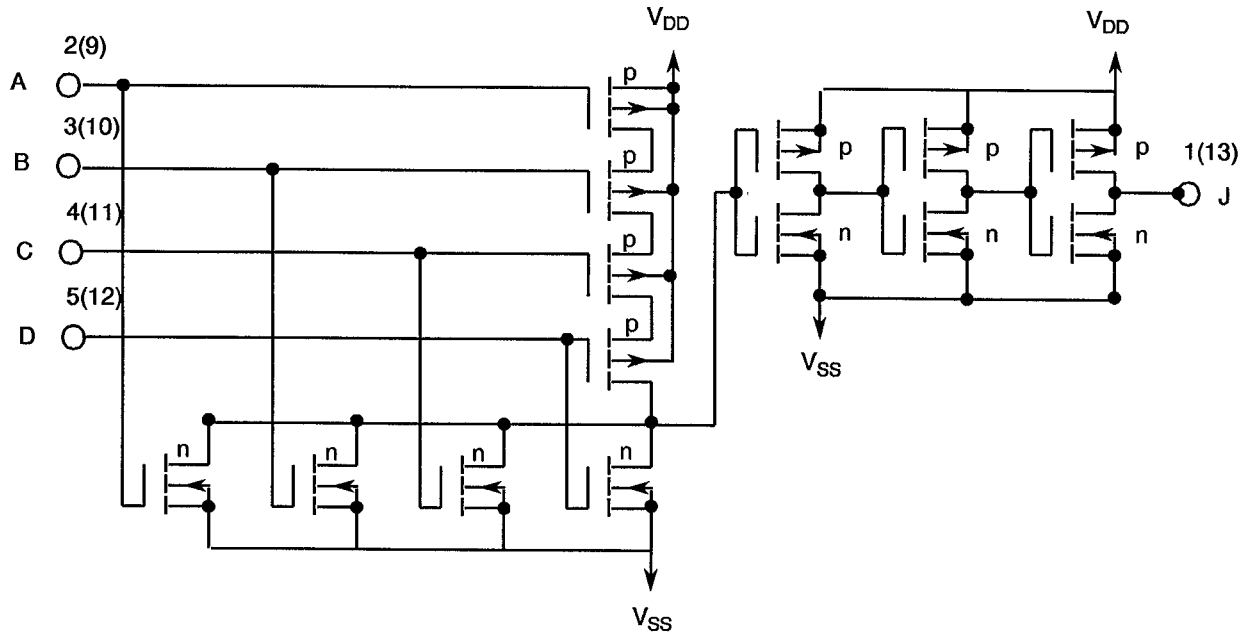 V_DD
V_DD
2(9)
A
p
3(10)
B
p
p
p
p
1(13)
J
4(11)
C
p
n
n
n
5(12)
D
p
V_SS
n
n
n
n
V_SS